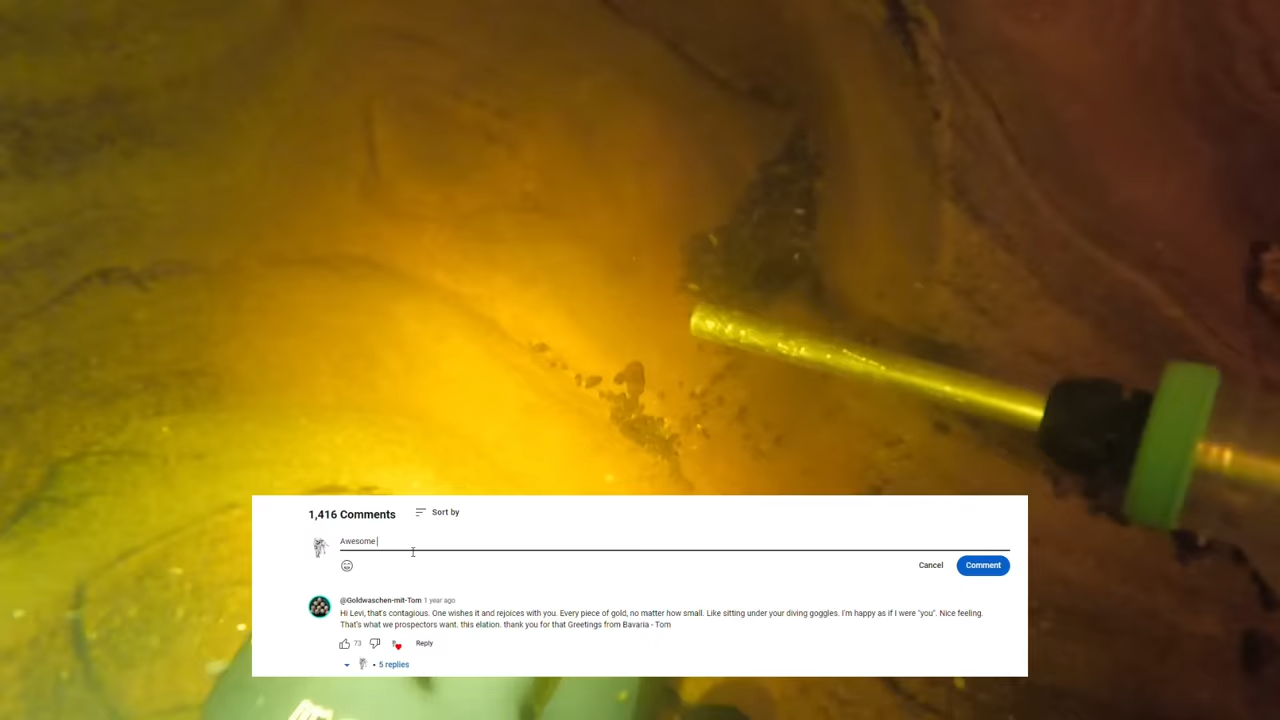 1,416 Comments
Sort by
Awesome
Cancel
Comment
@Goldwaschen-mit-Tom 1 year ago
Hi Levi, that's contagious. One wishes it and rejoices with you. Every piece of gold, no matter how small. Like sitting under your diving goggles. I'm happy as if I were "you". Nice feeling.
That's what we prospectors want. this elation. thank you for that Greetings from Bavaria - Tom
73
Reply
• 5 replies